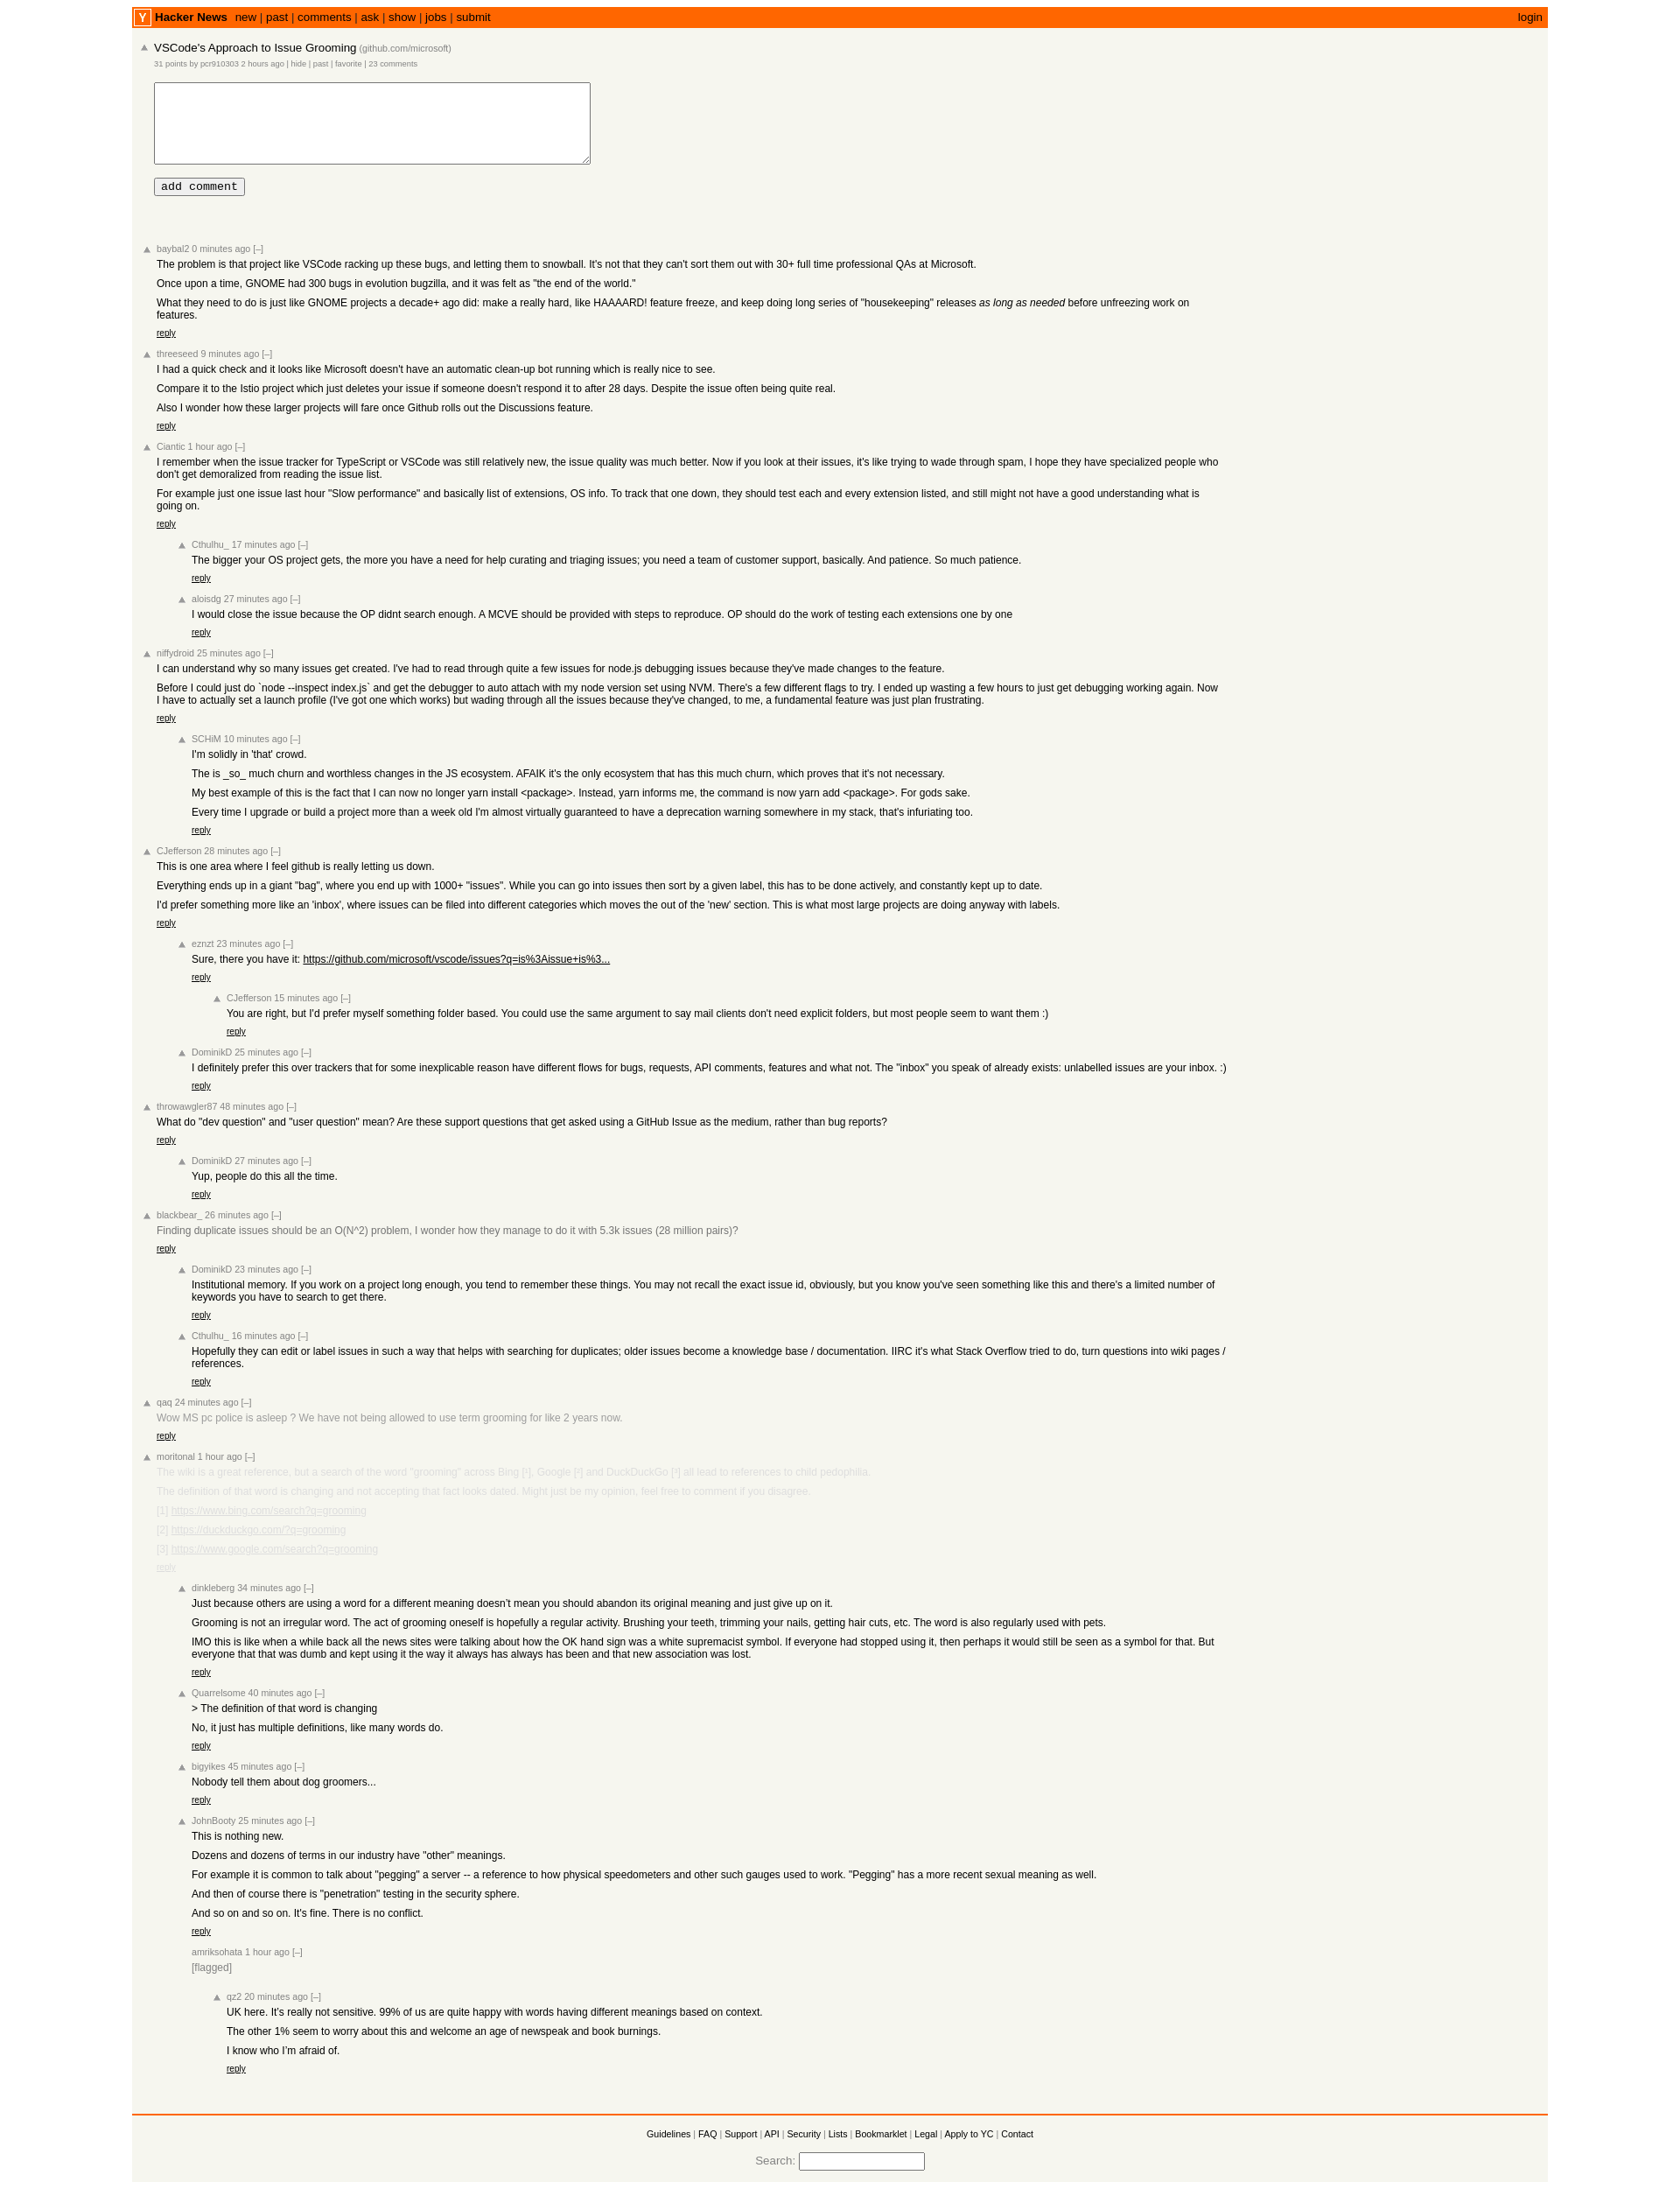 Y Hacker News new | past | comments | ask | show | jobs | submit login
VSCode's Approach to Issue Grooming (github.com/microsoft)
31 points by pcr910303 2 hours ago | hide | past | favorite | 23 comments
add comment
baybal2 0 minutes ago [–]
The problem is that project like VSCode racking up these bugs, and letting them to snowball. It's not that they can't sort them out with 30+ full time professional QAs at Microsoft.
Once upon a time, GNOME had 300 bugs in evolution bugzilla, and it was felt as "the end of the world."
What they need to do is just like GNOME projects a decade+ ago did: make a really hard, like HAAAARD! feature freeze, and keep doing long series of "housekeeping" releases as long as needed before unfreezing work on
features.
reply
threeseed 9 minutes ago [–]
I had a quick check and it looks like Microsoft doesn't have an automatic clean-up bot running which is really nice to see.
Compare it to the Istio project which just deletes your issue if someone doesn't respond it to after 28 days. Despite the issue often being quite real.
Also I wonder how these larger projects will fare once Github rolls out the Discussions feature.
reply
Ciantic 1 hour ago [–]
I remember when the issue tracker for TypeScript or VSCode was still relatively new, the issue quality was much better. Now if you look at their issues, it's like trying to wade through spam, I hope they have specialized people who
don't get demoralized from reading the issue list.
For example just one issue last hour "Slow performance" and basically list of extensions, OS info. To track that one down, they should test each and every extension listed, and still might not have a good understanding what is
going on.
reply
Cthulhu_ 17 minutes ago [–]
The bigger your OS project gets, the more you have a need for help curating and triaging issues; you need a team of customer support, basically. And patience. So much patience.
reply
aloisdg 27 minutes ago [–]
I would close the issue because the OP didnt search enough. A MCVE should be provided with steps to reproduce. OP should do the work of testing each extensions one by one
reply
niffydroid 25 minutes ago [–]
I can understand why so many issues get created. I've had to read through quite a few issues for node.js debugging issues because they've made changes to the feature.
Before I could just do `node --inspect index.js` and get the debugger to auto attach with my node version set using NVM. There's a few different flags to try. I ended up wasting a few hours to just get debugging working again. Now
I have to actually set a launch profile (I've got one which works) but wading through all the issues because they've changed, to me, a fundamental feature was just plan frustrating.
reply
SCHiM 10 minutes ago [–]
I'm solidly in 'that' crowd.
The is _so_ much churn and worthless changes in the JS ecosystem. AFAIK it's the only ecosystem that has this much churn, which proves that it's not necessary.
My best example of this is the fact that I can now no longer yarn install <package>. Instead, yarn informs me, the command is now yarn add <package>. For gods sake.
Every time I upgrade or build a project more than a week old I'm almost virtually guaranteed to have a deprecation warning somewhere in my stack, that's infuriating too.
reply
CJefferson 28 minutes ago [–]
This is one area where I feel github is really letting us down.
Everything ends up in a giant "bag", where you end up with 1000+ "issues". While you can go into issues then sort by a given label, this has to be done actively, and constantly kept up to date.
I'd prefer something more like an 'inbox', where issues can be filed into different categories which moves the out of the 'new' section. This is what most large projects are doing anyway with labels.
reply
eznzt 23 minutes ago [–]
Sure, there you have it: https://github.com/microsoft/vscode/issues?q=is%3Aissue+is%3...
reply
CJefferson 15 minutes ago [–]
You are right, but I'd prefer myself something folder based. You could use the same argument to say mail clients don't need explicit folders, but most people seem to want them :)
reply
DominikD 25 minutes ago [–]
I definitely prefer this over trackers that for some inexplicable reason have different flows for bugs, requests, API comments, features and what not. The "inbox" you speak of already exists: unlabelled issues are your inbox. :)
reply
throwawgler87 48 minutes ago [–]
What do "dev question" and "user question" mean? Are these support questions that get asked using a GitHub Issue as the medium, rather than bug reports?
reply
DominikD 27 minutes ago [–]
Yup, people do this all the time.
reply
blackbear_ 26 minutes ago [–]
Finding duplicate issues should be an O(N^2) problem, I wonder how they manage to do it with 5.3k issues (28 million pairs)?
reply
DominikD 23 minutes ago [–]
Institutional memory. If you work on a project long enough, you tend to remember these things. You may not recall the exact issue id, obviously, but you know you've seen something like this and there's a limited number of
keywords you have to search to get there.
reply
Cthulhu_ 16 minutes ago [–]
Hopefully they can edit or label issues in such a way that helps with searching for duplicates; older issues become a knowledge base / documentation. IIRC it's what Stack Overflow tried to do, turn questions into wiki pages /
references.
reply
qaq 24 minutes ago [–]
Wow MS pc police is asleep ? We have not being allowed to use term grooming for like 2 years now.
reply
moritonal 1 hour ago [–]
The wiki is a great reference, but a search of the word "grooming" across Bing [¹], Google [²] and DuckDuckGo [³] all lead to references to child pedophilia.
The definition of that word is changing and not accepting that fact looks dated. Might just be my opinion, feel free to comment if you disagree.
[1] https://www.bing.com/search?q=grooming
[2] https://duckduckgo.com/?q=grooming
[3] https://www.google.com/search?q=grooming
reply
dinkleberg 34 minutes ago [–]
Just because others are using a word for a different meaning doesn't mean you should abandon its original meaning and just give up on it.
Grooming is not an irregular word. The act of grooming oneself is hopefully a regular activity. Brushing your teeth, trimming your nails, getting hair cuts, etc. The word is also regularly used with pets.
IMO this is like when a while back all the news sites were talking about how the OK hand sign was a white supremacist symbol. If everyone had stopped using it, then perhaps it would still be seen as a symbol for that. But
everyone that that was dumb and kept using it the way it always has always has been and that new association was lost.
reply
Quarrelsome 40 minutes ago [–]
> The definition of that word is changing
No, it just has multiple definitions, like many words do.
reply
bigyikes 45 minutes ago [–]
Nobody tell them about dog groomers...
reply
JohnBooty 25 minutes ago [–]
This is nothing new.
Dozens and dozens of terms in our industry have "other" meanings.
For example it is common to talk about "pegging" a server -- a reference to how physical speedometers and other such gauges used to work. "Pegging" has a more recent sexual meaning as well.
And then of course there is "penetration" testing in the security sphere.
And so on and so on. It's fine. There is no conflict.
reply
amriksohata 1 hour ago [–]
[flagged]
qz2 20 minutes ago [–]
UK here. It's really not sensitive. 99% of us are quite happy with words having different meanings based on context.
The other 1% seem to worry about this and welcome an age of newspeak and book burnings.
I know who I'm afraid of.
reply
Guidelines | FAQ | Support | API | Security | Lists | Bookmarklet | Legal | Apply to YC | Contact
Search: